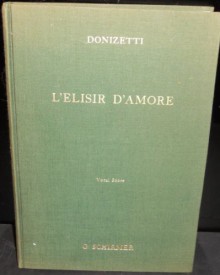 DONIZETTI
L'ELISIR D'AMORE
Vocal Score
G. SCHIRMER